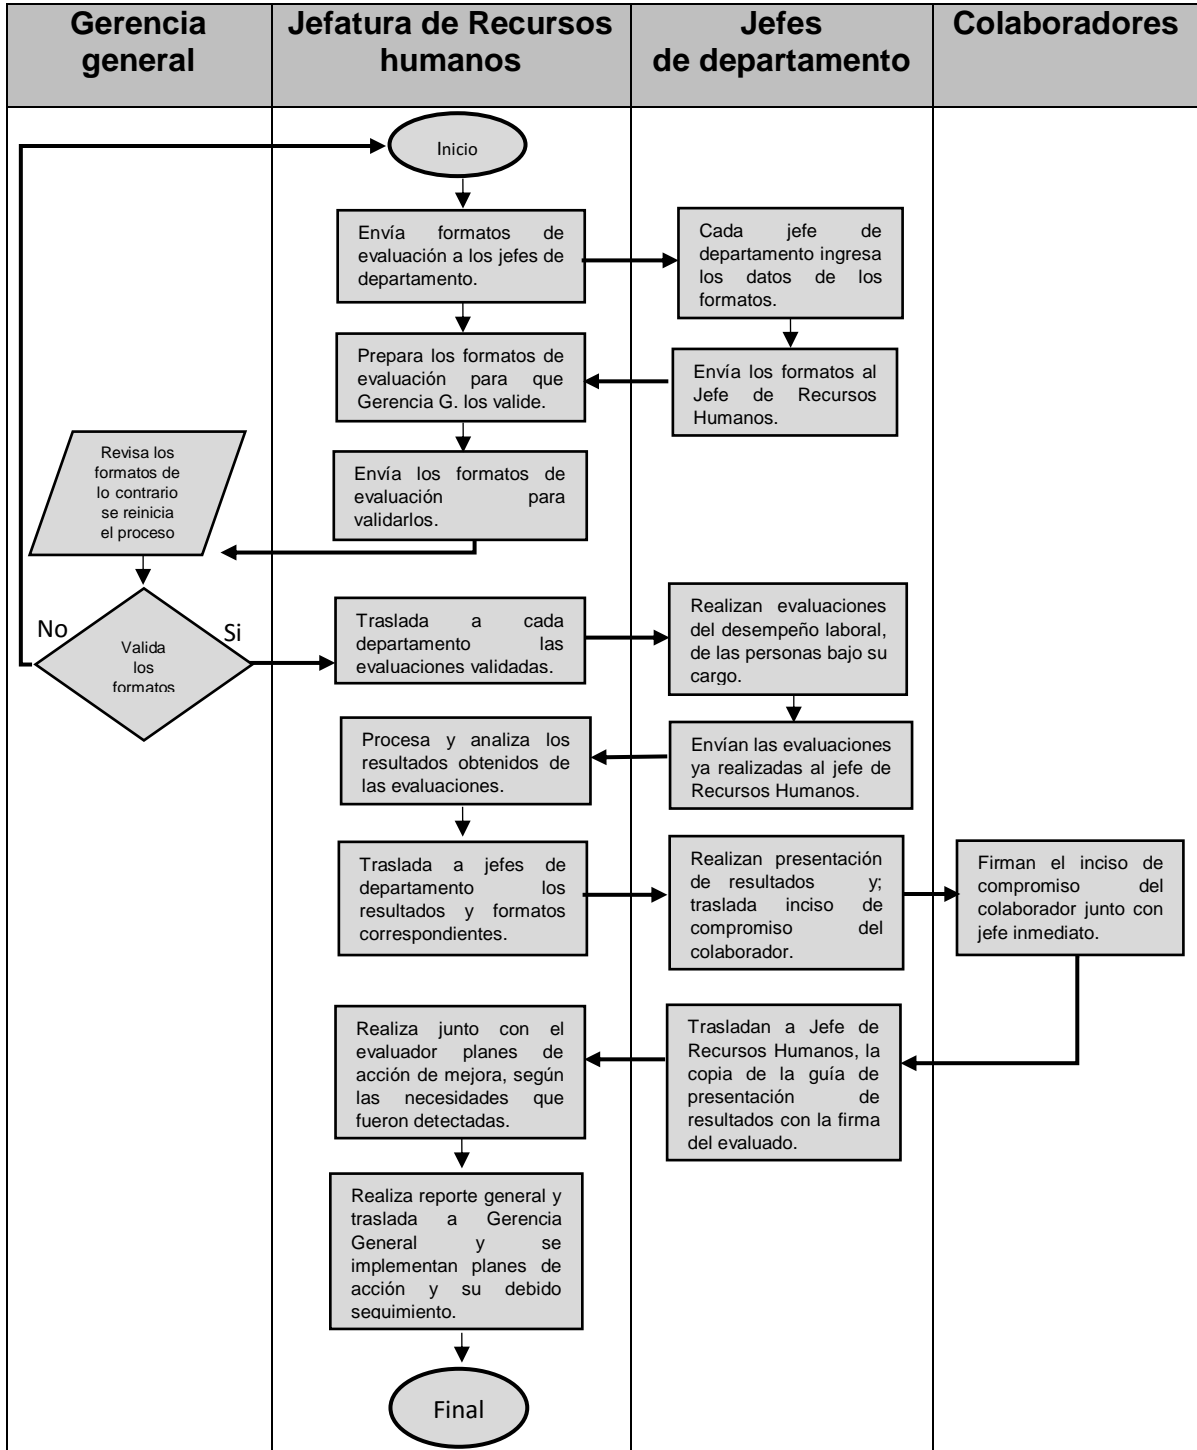 Gerencia
general
Jefatura de Recursos
humanos
Jefes
de departamento
Colaboradores
Inicio
Envía formatos de
evaluación a los jefes de
departamento.
Cada jefe de
departamento ingresa
los datos de los
formatos.
Prepara los formatos de
evaluación para que
Gerencia G. los valide.
Envía los formatos al
Jefe de Recursos
Humanos.
Revisa los
formatos de
lo contrario
se reinicia
el proceso
Envía los formatos de
evaluación para
validarlos.
No
Valida
los
formatos
Si
Traslada a cada
departamento las
evaluaciones validadas.
Realizan evaluaciones
del desempeño laboral,
de las personas bajo su
cargo.
Procesa y analiza los
resultados obtenidos de
las evaluaciones.
Envían las evaluaciones
ya realizadas al jefe de
Recursos Humanos.
Traslada a jefes de
departamento los
resultados y formatos
correspondientes.
Realizan presentación
de resultados y;
traslada inciso de
compromiso del
colaborador.
Firman el inciso de
compromiso del
colaborador junto con
jefe inmediato.
Realiza junto con el
evaluador planes de
acción de mejora, según
las necesidades que
fueron detectadas.
Trasladan a Jefe de
Recursos Humanos, la
copia de la guía de
presentación de
resultados con la firma
del evaluado.
Realiza reporte general y
traslada a Gerencia
General y se
implementan planes de
acción y su debido
seguimiento.
Final